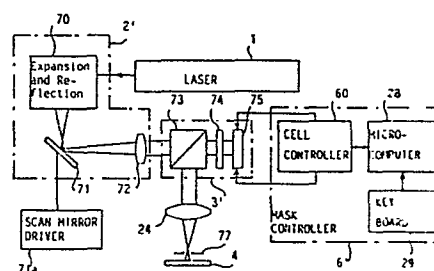 70
2'
1
Expansion
and Re-
flection
LASER
73
74
75
60
28
CELL
CONTROLLER
MICRO-
COMPUTER
71
72
3'
SCAN MIRROR
DRIVER
24
77
4
KEY
BOARD
MASK
CONTROLLER
71a
6
29